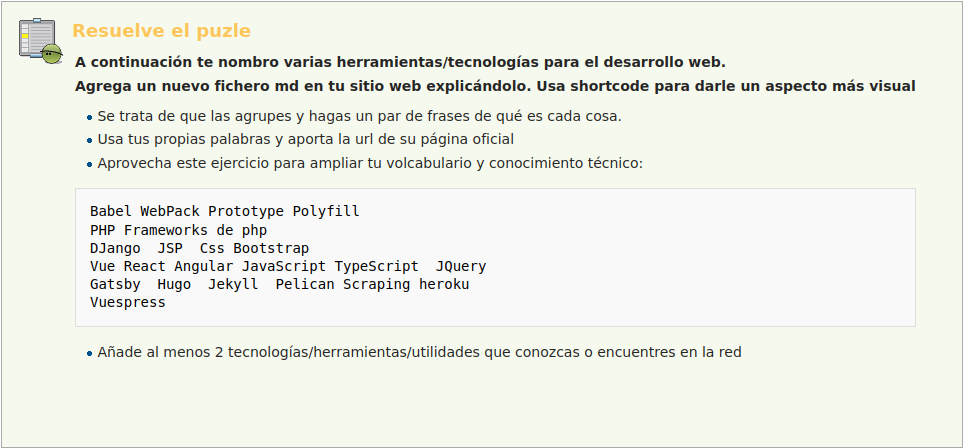 Resuelve el puzle
A continuación te nombro varias herramientas/tecnologías para el desarrollo web.
Agrega un nuevo fichero md en tu sitio web explicándolo. Usa shortcode para darle un aspecto más visual
Se trata de que las agrupes y hagas un par de frases de qué es cada cosa.
Usa tus propias palabras y aporta la url de su página oficial
Aprovecha este ejercicio para ampliar tu volcabulario y conocimiento técnico:
Babel WebPack Prototype Polyfill
PHP Frameworks de php
DJango  JSP  Css Bootstrap
Vue React Angular JavaScript TypeScript  JQuery
Gatsby  Hugo  Jekyll  Pelican Scraping heroku
Vuespress
Añade al menos 2 tecnologías/herramientas/utilidades que conozcas o encuentres en la red